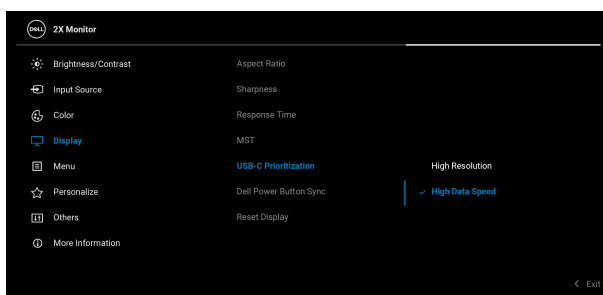 DELL 2X Monitor
Brightness/Contrast
Input Source
Color
Display
Menu
Personalize
Others
More Information
Aspect Ratio
Sharpness
Response Time
MST
USB-C Prioritization
Dell Power Button Sync
Reset Display
High Resolution
High Data Speed
Exit